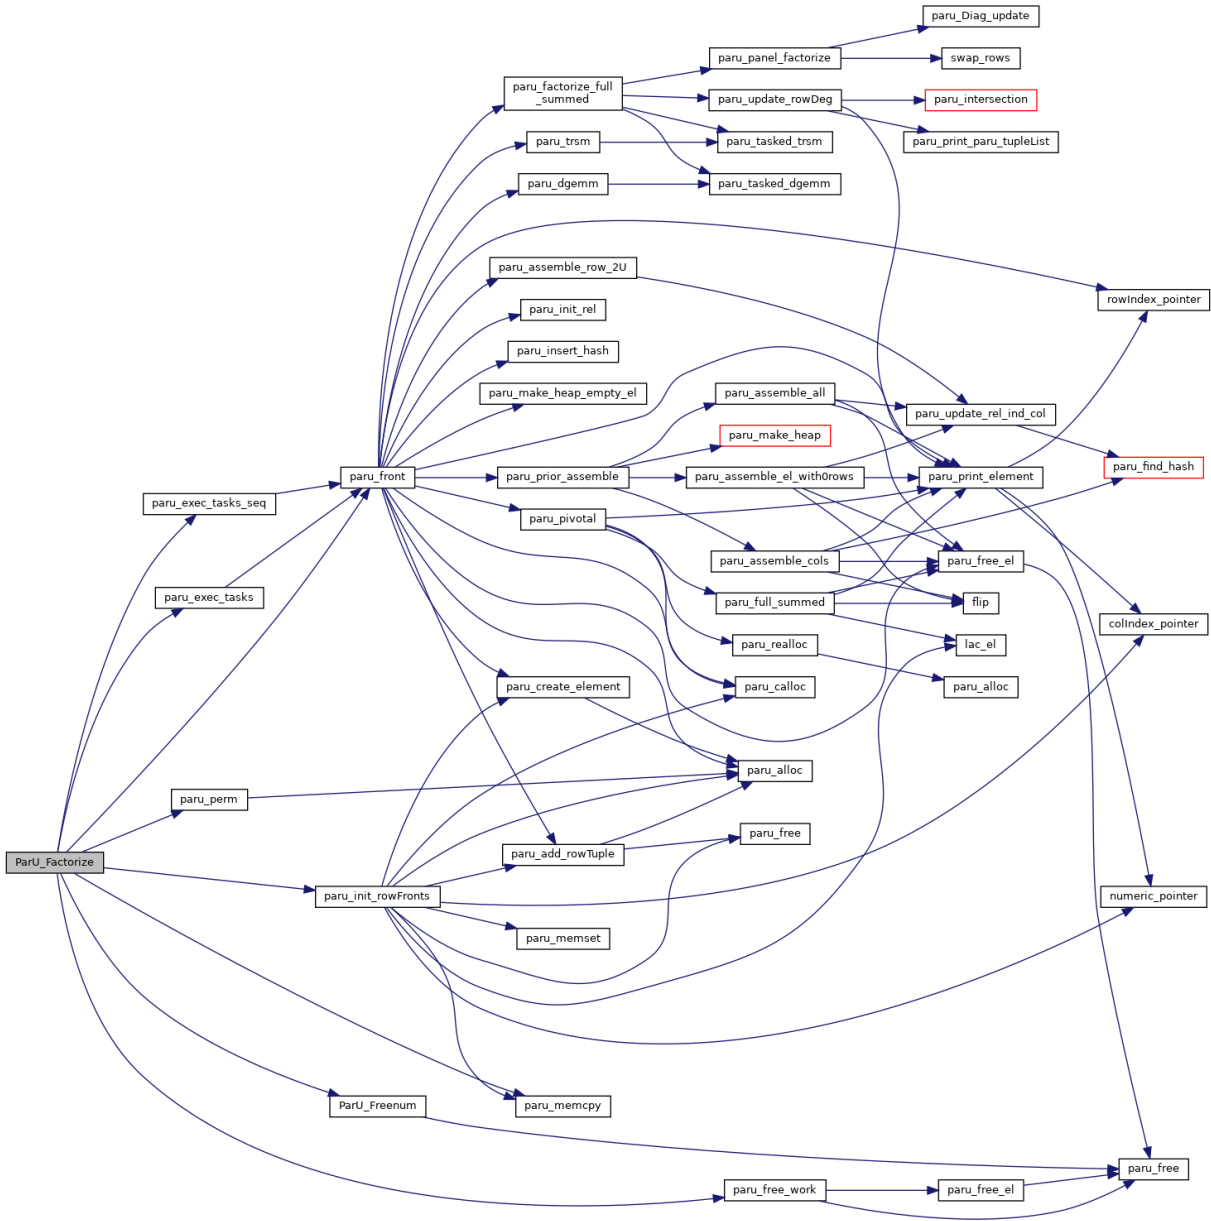 paru_Diag_update
paru_panel_factorize
swap_rows
paru_factorize_full
_summed
paru_update_rowDeg
paru_intersection
paru_trsm
paru_tasked_trsm
paru_print_paru_tupleList
paru_dgemm
paru_tasked_dgemm
paru_assemble_row_2U
rowIndex_pointer
paru_init_rel
paru_insert_hash
paru_make_heap_empty_el
paru_assemble_all
paru_update_rel_ind_col
paru_make_heap
paru_find_hash
paru_front
paru_prior_assemble
paru_assemble_el_with0rows
paru_print_element
paru_exec_tasks_seq
paru_pivotal
paru_assemble_cols
paru_free_el
paru_exec_tasks
paru_full_summed
flip
colIndex_pointer
paru_realloc
lac_el
paru_create_element
paru_calloc
paru_alloc
paru_alloc
paru_perm
paru_free
ParU_Factorize
paru_add_rowTuple
paru_init_rowFronts
numeric_pointer
paru_memset
ParU_Freenum
paru_memcpy
paru_free
paru_free_work
paru_free_el